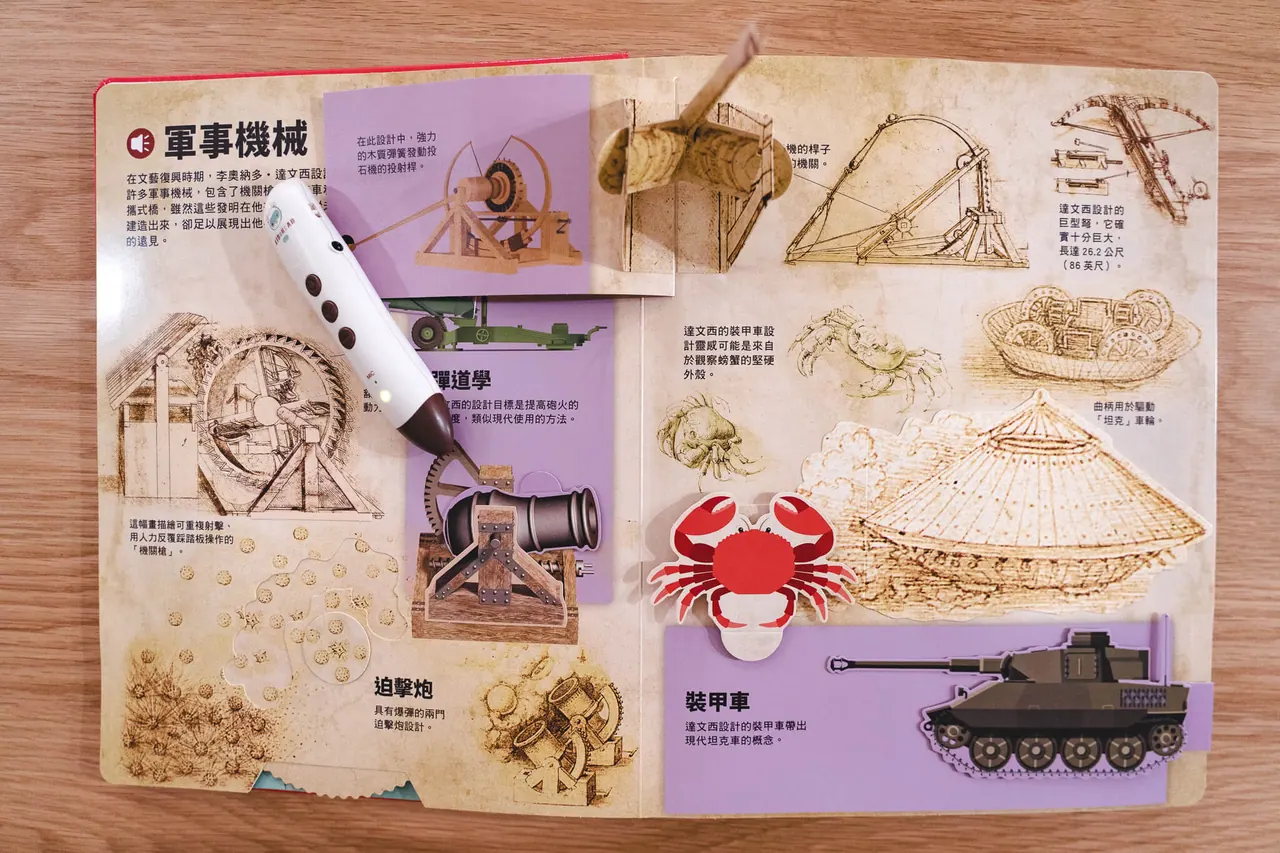 軍事機械
在文藝復興時期，李奧納多・達文西設計
許多軍事機械，包含了機關槍
攜式橋，雖然這些發明在他
建造出來，卻足以展現出他
的遠見。
在此設計中，強力
的木質彈簧發動投
石機的投射桿。
機的桿子
機關。
達文西設計的
巨型弩，它確
實十分巨大，
長達 26.2 公尺
（86 英尺）。
彈道學
西的設計目標是提高砲火的
度，類似現代使用的方法。
達文西的裝甲車設
計靈感可能是來自
於觀察螃蟹的堅硬
外殼。
曲柄用於驅動
「坦克」車輪。
這幅畫描繪可重複射擊、
用人力反覆踩踏板操作的
「機關槍」。
迫擊炮
具有爆彈的兩門
迫擊炮設計。
裝甲車
達文西設計的裝甲車帶出
現代坦克車的概念。